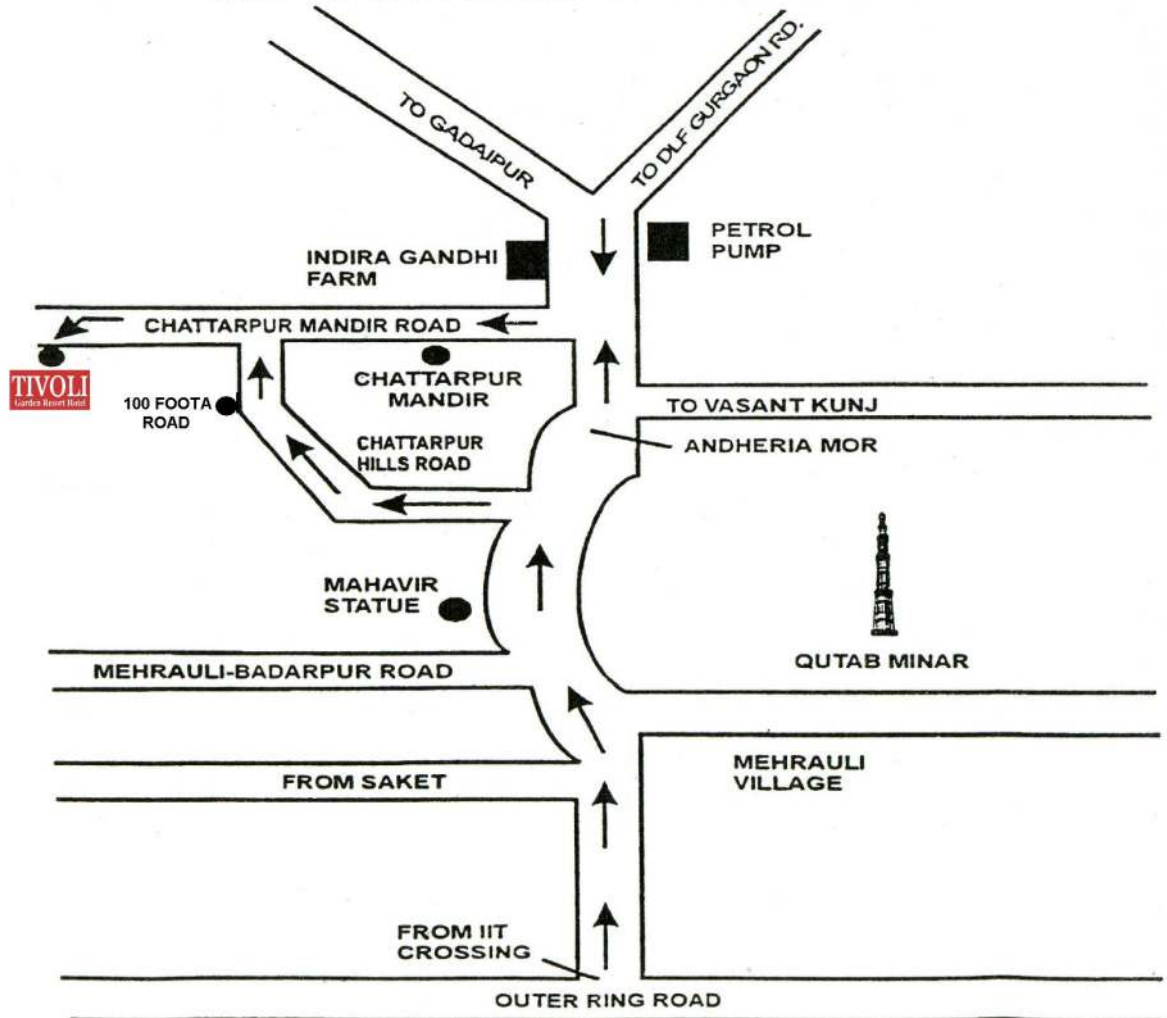 TO GADAIPUR
TO DLF GURGAON RD.
INDIRA GANDHI
FARM
PETROL
PUMP
CHATTARPUR MANDIR ROAD
TIVOLI
Garden Resort Hotel
100 FOOTA
ROAD
CHATTARPUR
MANDIR
TO VASANT KUNJ
CHATTARPUR
HILLS ROAD
ANDHERIA MOR
MAHAVIR
STATUE
QUTAB MINAR
MEHRAULI-BADARPUR ROAD
FROM SAKET
MEHRAULI
VILLAGE
FROM IIT
CROSSING
OUTER RING ROAD